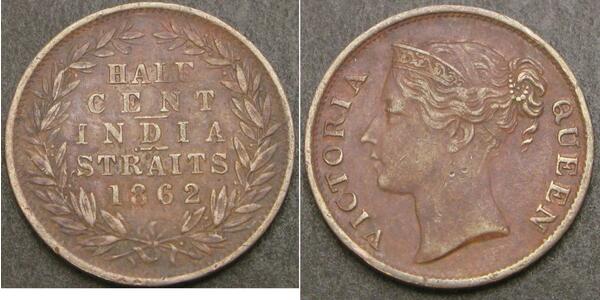 HALF
CENT
INDIA
STRAITS
1862
VICTORIA QUEEN